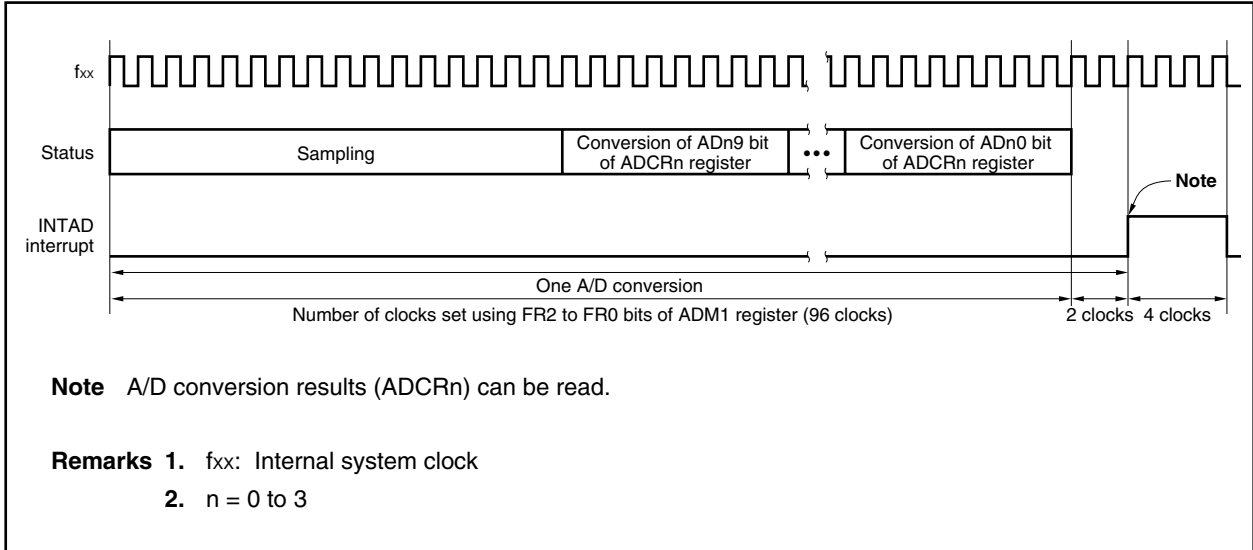 fxx
Status
Sampling
Conversion of ADn9 bit
of ADCRn register
•••
Conversion of ADn0 bit
of ADCRn register
Note
INTAD
interrupt
One A/D conversion
Number of clocks set using FR2 to FR0 bits of ADM1 register (96 clocks)
2 clocks
4 clocks
Note A/D conversion results (ADCRn) can be read.
Remarks 1. fxx: Internal system clock
2. n = 0 to 3